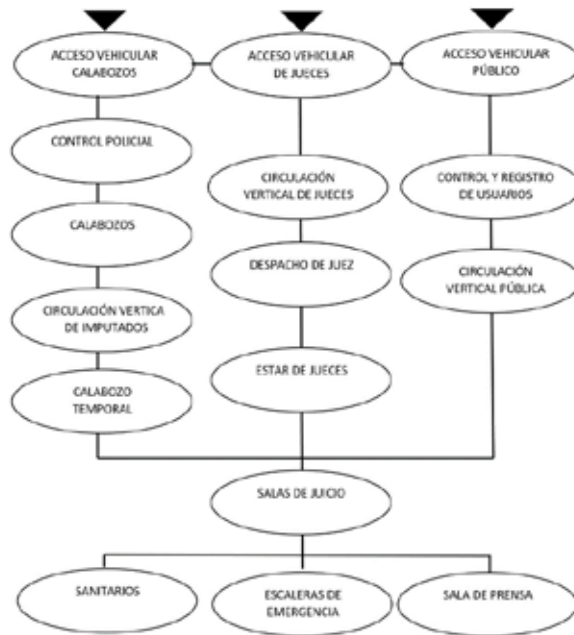 ACCESO VEHICULAR
CALABOZOS
ACCESO VEHICULAR
DE JUECES
ACCESO VEHICULAR
PÚBLICO
CONTROL POLICIAL
CIRCULACIÓN
VERTICAL DE JUECES
CONTROL Y REGISTRO
DE USUARIOS
CALABOZOS
DESPACHO DE JUEZ
CIRCULACIÓN
VERTICAL PÚBLICA
CIRCULACIÓN VERTICA
DE IMPUTADOS
ESTAR DE JUECES
CALABOZO
TEMPORAL
SALAS DE JUICIO
SANITARIOS
ESCALERAS DE
EMERGENCIA
SALA DE PRENSA